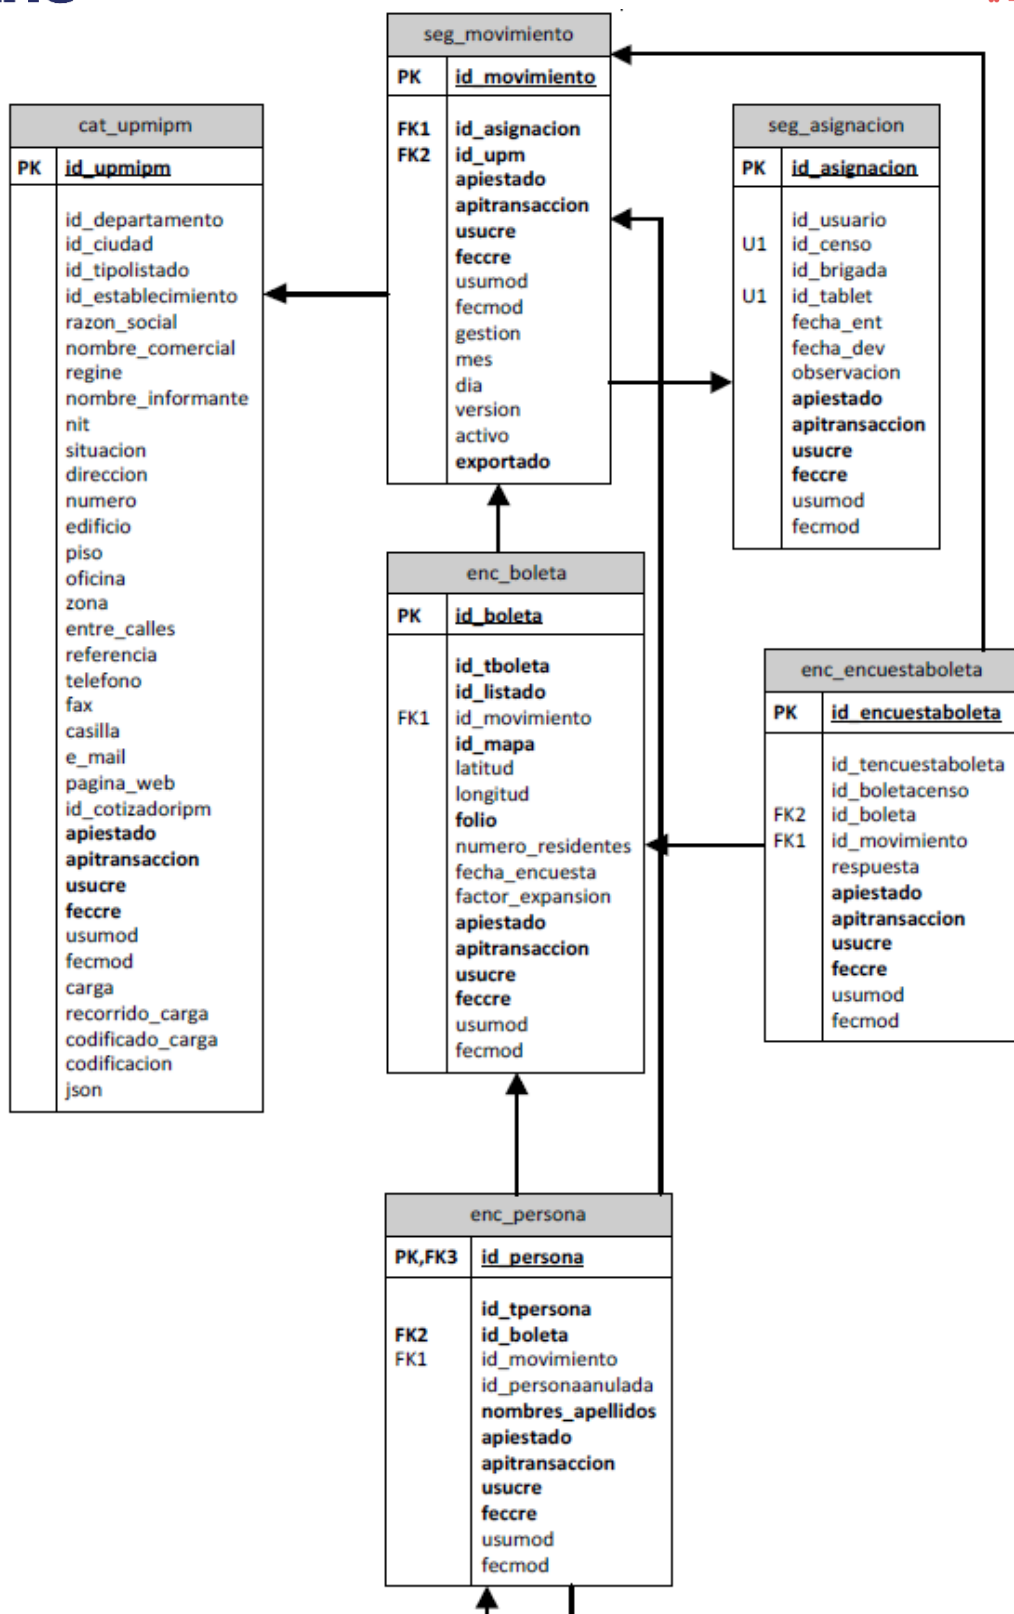 seg_movimiento
PK id_movimiento
FK1 id_asignacion
FK2 id_upm
apiestado
apitransaccion
usucre
feccre
usumod
fecmod
gestion
mes
dia
version
activo
exportado
cat_upmipm
PK id_upmipm
id_departamento
id_ciudad
id_tipolistado
id_establecimiento
razon_social
nombre_comercial
regine
nombre_informante
nit
situacion
direccion
numero
edificio
piso
oficina
zona
entre_calles
referencia
telefono
fax
casilla
e_mail
pagina_web
id_cotizadoripm
apiestado
apitransaccion
usucre
feccre
usumod
fecmod
carga
recorrido_carga
codificado_carga
codificacion
json
seg_asignacion
PK id_asignacion
id_usuario
U1 id_censo
id_brigada
U1 id_tablet
fecha_ent
fecha_dev
observacion
apiestado
apitransaccion
usucre
feccre
usumod
fecmod
enc_boleta
PK id_boleta
id_tboleta
id_listado
FK1 id_movimiento
id_mapa
latitud
longitud
folio
numero_residentes
fecha_encuesta
factor_expansion
apiestado
apitransaccion
usucre
feccre
usumod
fecmod
enc_encuestaboleta
PK id_encuestaboleta
id_tencuestaboleta
id_boletacenso
FK2 id_boleta
FK1 id_movimiento
respuesta
apiestado
apitransaccion
usucre
feccre
usumod
fecmod
enc_persona
PK,FK3 id_persona
id_tpersona
FK2 id_boleta
FK1 id_movimiento
id_personaanulada
nombres_apellidos
apiestado
apitransaccion
usucre
feccre
usumod
fecmod